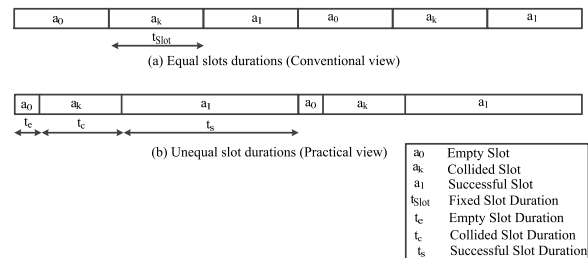 a0 ak a1 a0 ak a1
tSlot
(a) Equal slots durations (Conventional view)
a0 ak a1 a0 ak a1
te tc ts
(b) Unequal slot durations (Practical view)
a0 Empty Slot
ak Collided Slot
a1 Successful Slot
tSlot Fixed Slot Duration
te Empty Slot Duration
tc Collided Slot Duration
ts Successful Slot Duration